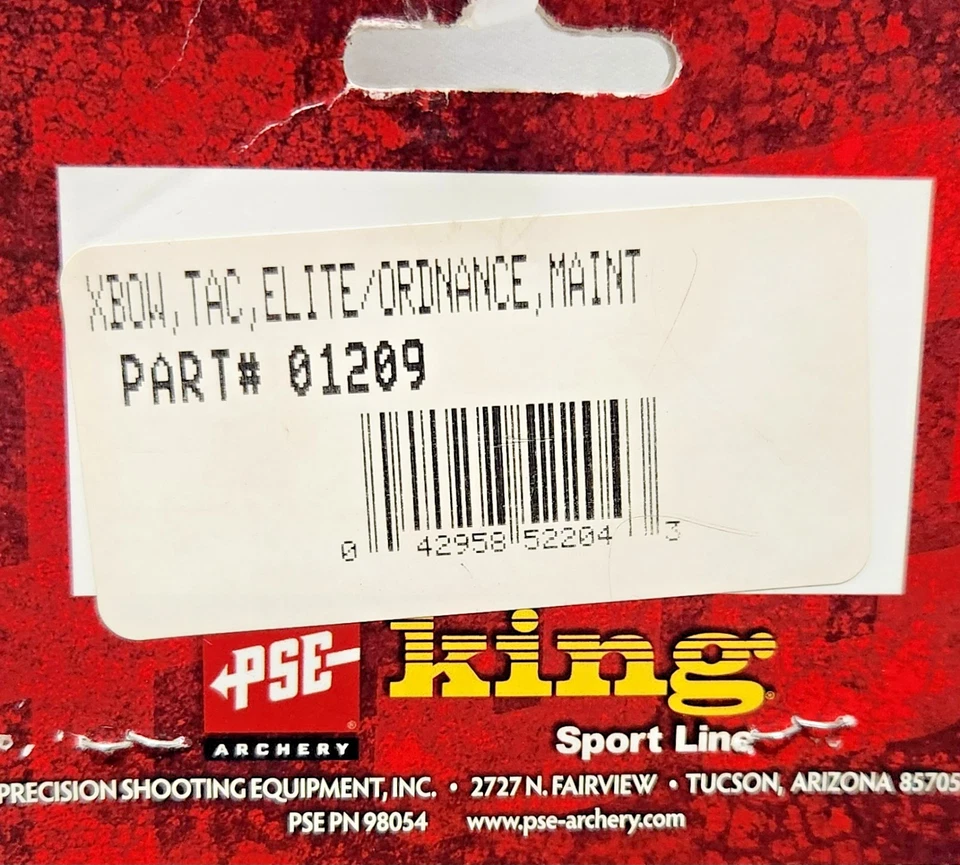 XBOW,TAC,ELITE/ORDNANCE,MAINT
PART# 01209
0 42958 52204 3
PSE
ARCHERY
king
Sport Line
PRECISION SHOOTING EQUIPMENT, INC. • 2727 N. FAIRVIEW • TUCSON, ARIZONA 85705
PSE PN 98054 www.pse-archery.com